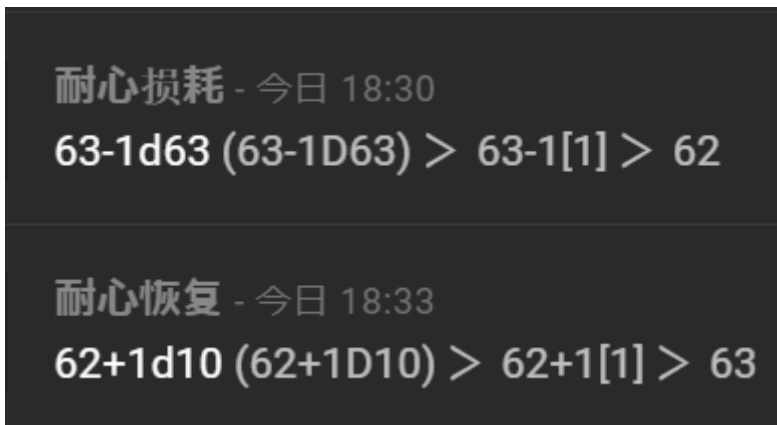 耐心损耗 - 今日 18:30
63-1d63 (63-1D63) ＞ 63-1[1] ＞ 62
耐心恢复 - 今日 18:33
62+1d10 (62+1D10) ＞ 62+1[1] ＞ 63